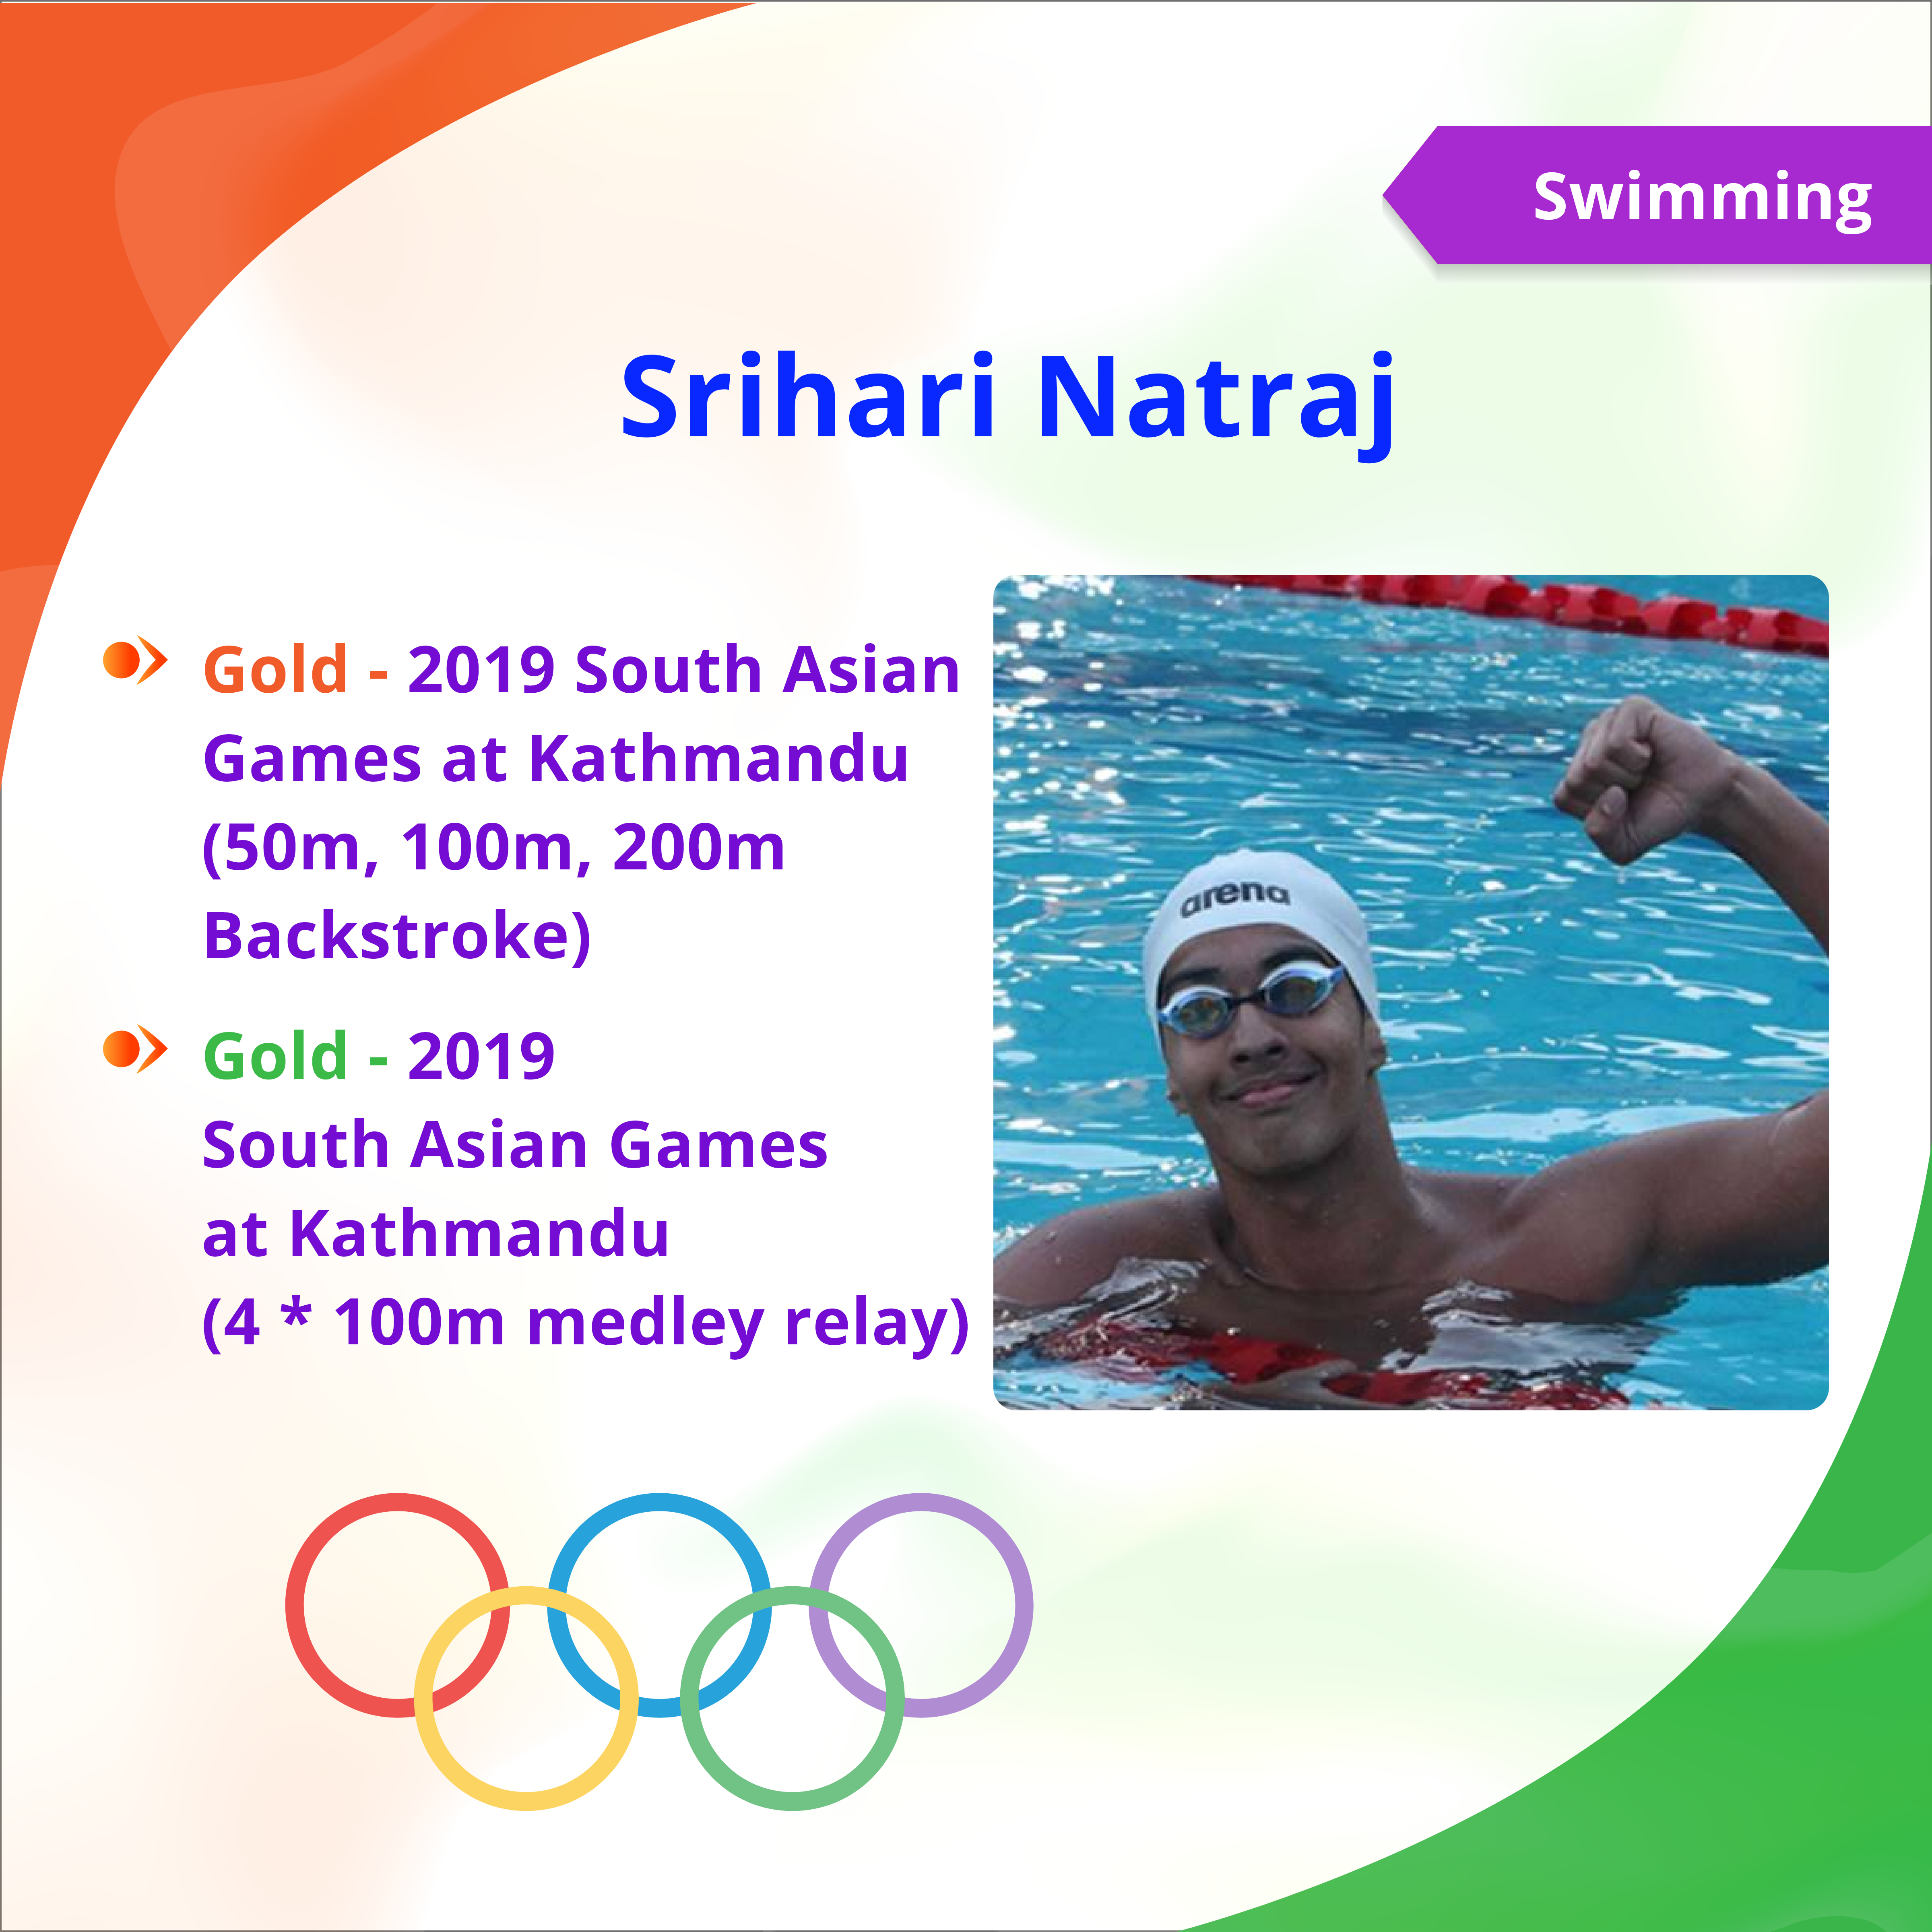 Swimming
Srihari Natraj
Gold - 2019 South Asian
Games at Kathmandu
(50m, 100m, 200m
Backstroke)
Gold - 2019
South Asian Games
at Kathmandu
(4 * 100m medley relay)
arena